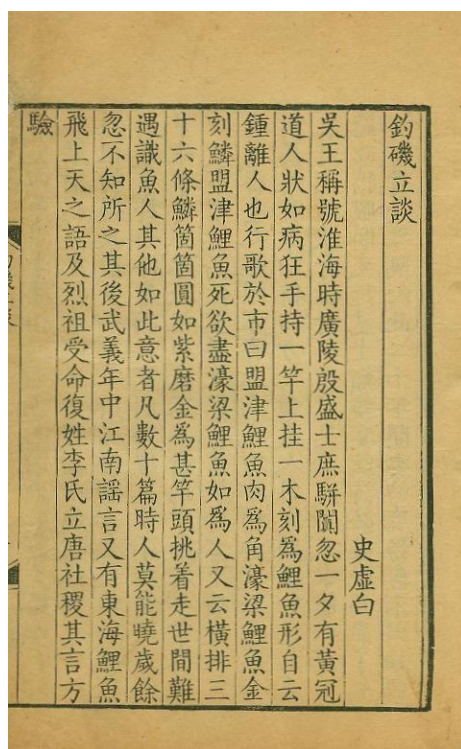 釣磯立談
史虛白
吳王稱號淮海時廣陵殷盛士庶騈闐忽一夕有黃冠
道人狀如病狂手持一竿上挂一木刻爲鯉魚形自云
鍾離人也行歌於市曰盟津鯉魚肉爲角濠梁鯉魚金
刻鱗盟津鯉魚死欲盡濠梁鯉魚始爲人又云橫排三
十六條鱗箇箇圓如紫磨金爲甚竿頭挑着走世間難
遇識魚人其他如此意者凡數十篇時人莫能曉歲餘
忽不知所之其後武義年中江南謡言又有東海鯉魚
飛上天之語及烈祖受命復姓李氏立唐社稷其言方
驗